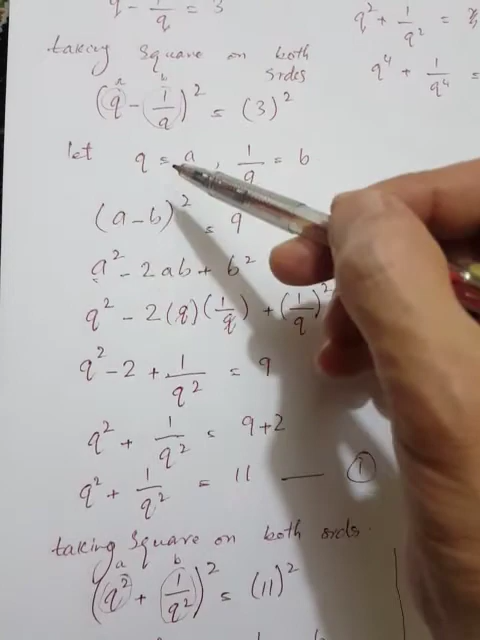 q - 1/q = 3
q² + 1/q² =
q⁴ + 1/q⁴ =
taking square on both
sides
a b
(q - (1/q))² = (3)²
let q = a, 1/q = b
(a - b)² = 9
a² - 2ab + b²
q² - 2(q)(1/q) + (1/q)²
q² - 2 + 1/q² = 9
q² + 1/q² = 9+2
q² + 1/q² = 11 — ①
taking square on both srds.
a b
(q² + 1/q²)² = (11)²